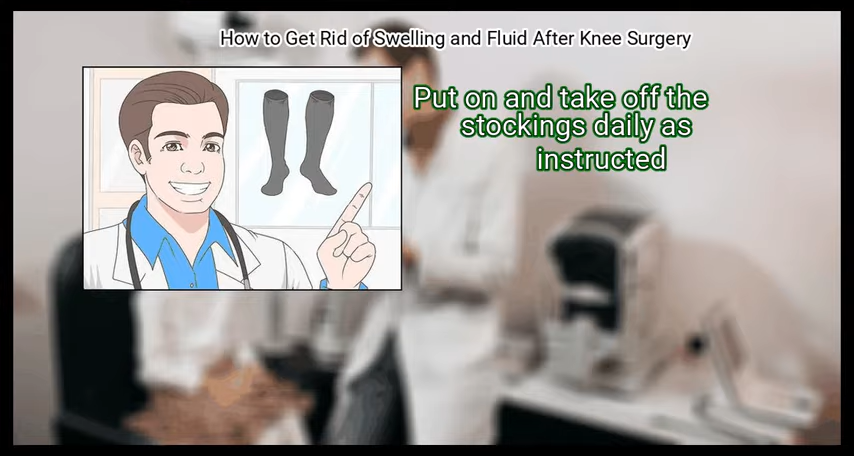 How to Get Rid of Swelling and Fluid After Knee Surgery
Put on and take off the
stockings daily as
instructed